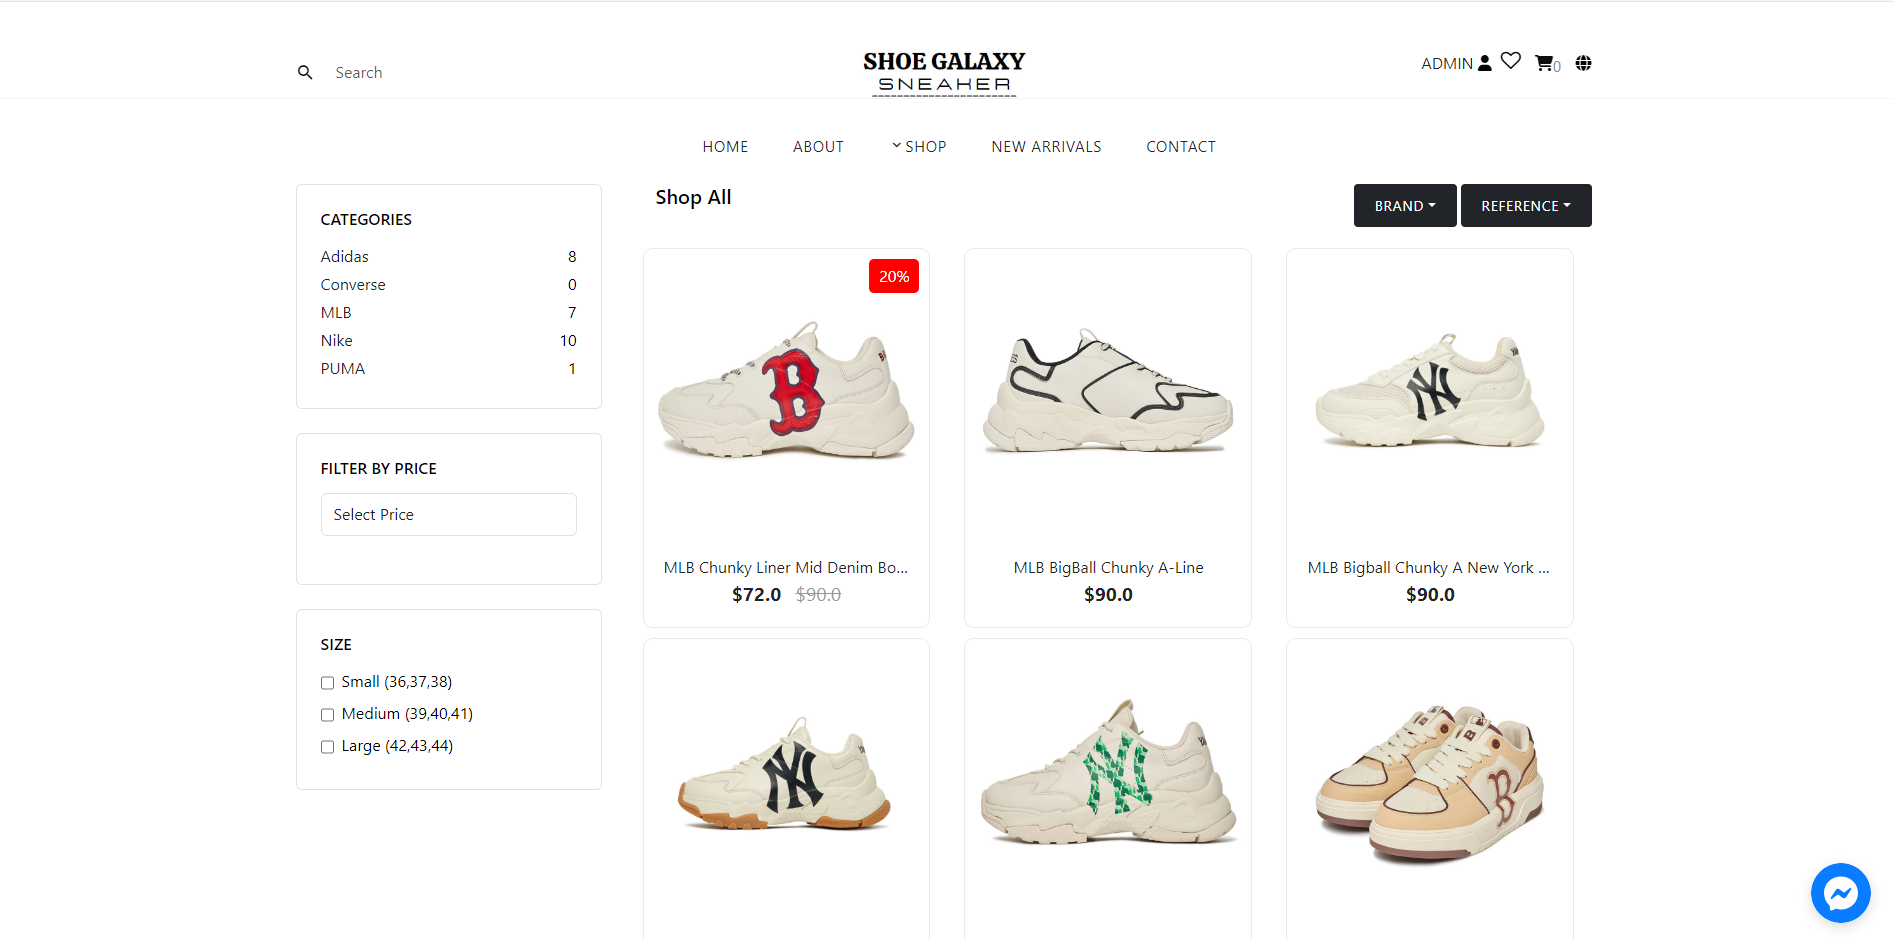 Search
SHOE GALAXY
SNEAKER
ADMIN
0
HOME
ABOUT
SHOP
NEW ARRIVALS
CONTACT
CATEGORIES
Adidas 8
Converse 0
MLB 7
Nike 10
PUMA 1
FILTER BY PRICE
Select Price
SIZE
Small (36,37,38)
Medium (39,40,41)
Large (42,43,44)
Shop All
BRAND
REFERENCE
20%
B
MLB Chunky Liner Mid Denim Bo...
$72.0 $90.0
MLB BigBall Chunky A-Line
$90.0
NY
MLB Bigball Chunky A New York ...
$90.0
NY
NY
B
B